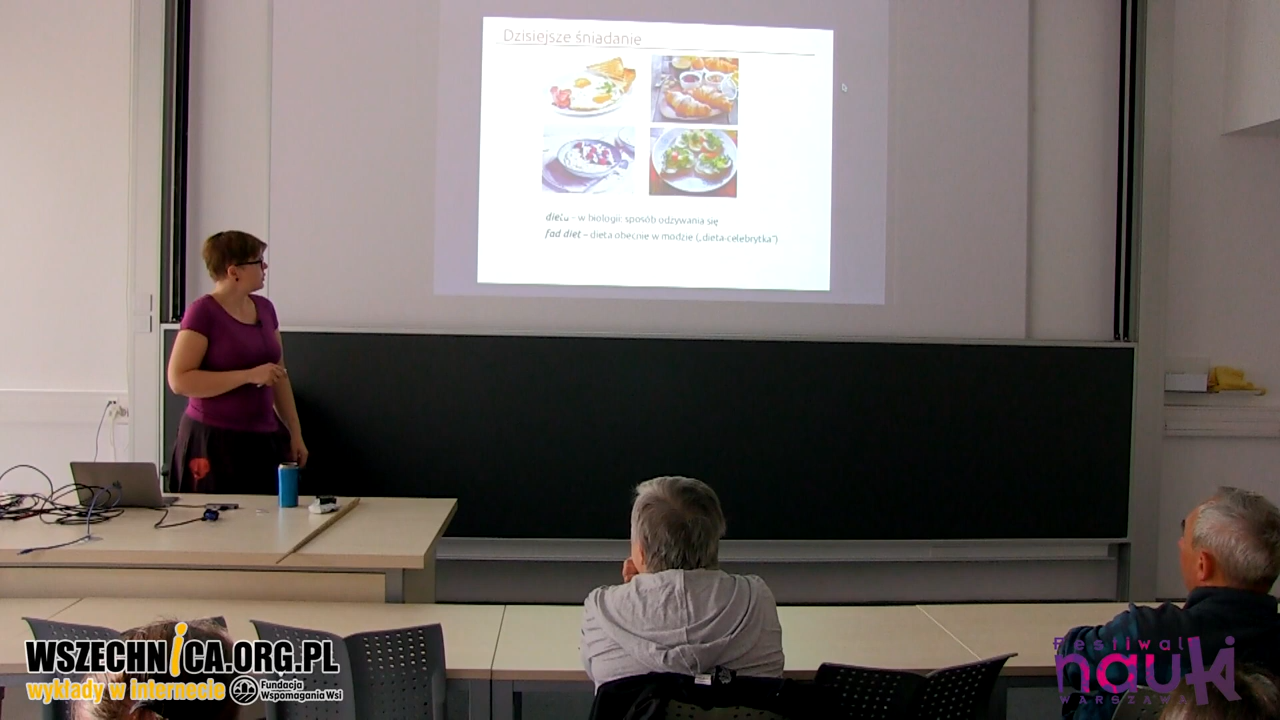 Dzisiejsze śniadanie
dieta – w biologii: sposób odżywiania się
fad diet – dieta obecnie w modzie („dieta-celebrytka”)
WSZECHNICA.ORG.PL
wykłady w internecie
Fundacja
Wspomagania Wsi
Festiwal
nauki
WARSZAWA